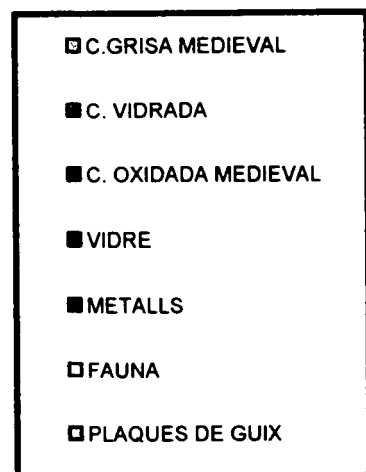 C.GRISA MEDIEVAL
C. VIDRADA
C. OXIDADA MEDIEVAL
VIDRE
METALLS
FAUNA
PLAQUES DE GUIX